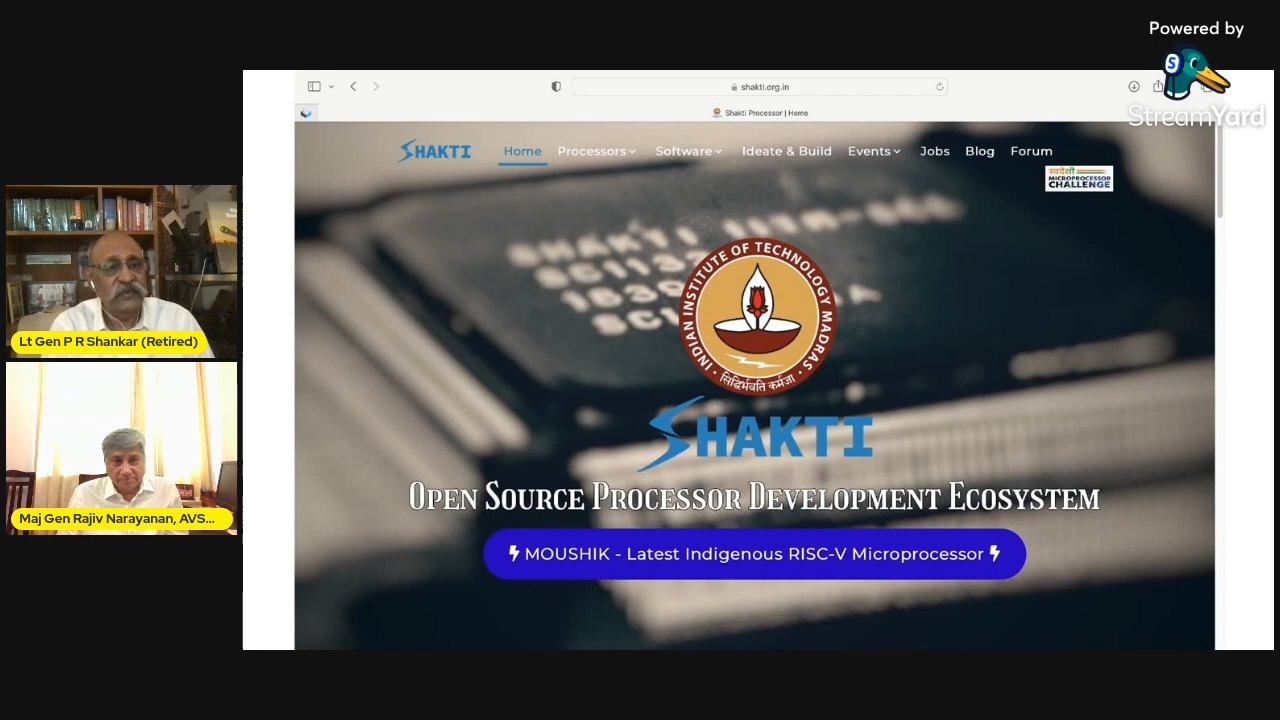 Powered by
StreamYard
shakti.org.in
Shakti Processor | Home
SHAKTI
Home
Processors
Software
Ideate & Build
Events
Jobs
Blog
Forum
स्वदेशी
MICROPROCESSOR
CHALLENGE
SHAKTI
INDIAN INSTITUTE OF TECHNOLOGY MADRAS
सिद्धिर्भवति कर्मजा
SHAKTI
OPEN SOURCE PROCESSOR DEVELOPMENT ECOSYSTEM
MOUSHIK - Latest Indigenous RISC-V Microprocessor
Lt Gen P R Shankar (Retired)
Maj Gen Rajiv Narayanan, AVS...